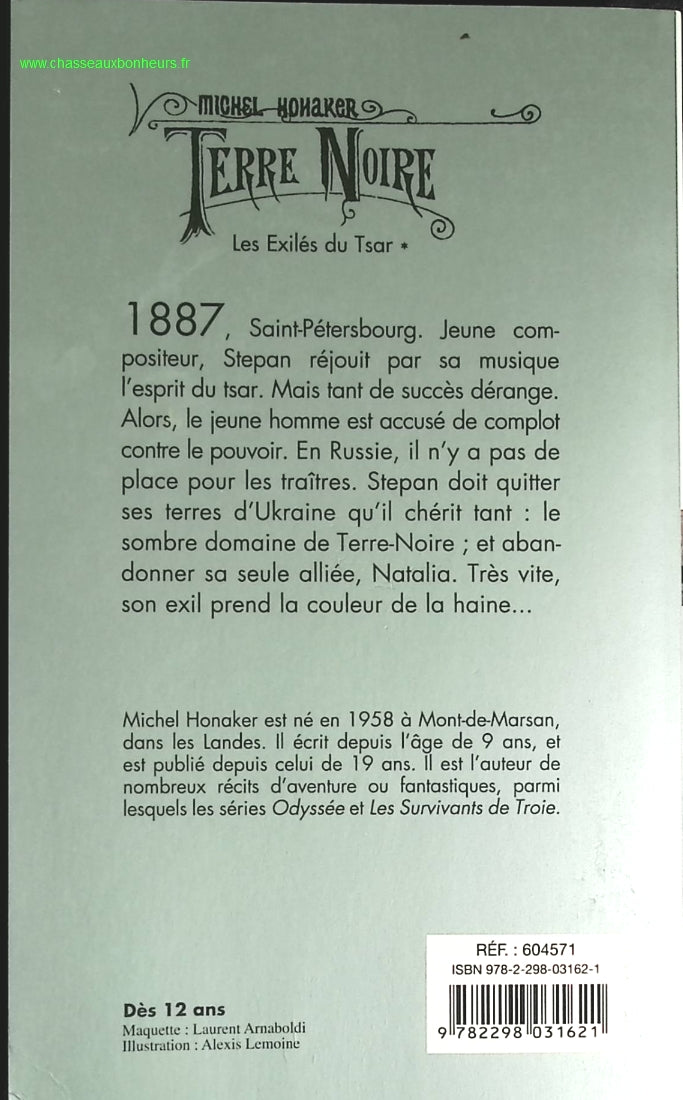 www.chasseauxbonheurs.fr
MICHEL HONAKER
TERRE NOIRE
Les Exilés du Tsar *
1887, Saint-Pétersbourg. Jeune com-
positeur, Stepan réjouit par sa musique
l'esprit du tsar. Mais tant de succès dérange.
Alors, le jeune homme est accusé de complot
contre le pouvoir. En Russie, il n'y a pas de
place pour les traîtres. Stepan doit quitter
ses terres d'Ukraine qu'il chérit tant : le
sombre domaine de Terre-Noire ; et aban-
donner sa seule alliée, Natalia. Très vite,
son exil prend la couleur de la haine...
Michel Honaker est né en 1958 à Mont-de-Marsan,
dans les Landes. Il écrit depuis l'âge de 9 ans, et
est publié depuis celui de 19 ans. Il est l'auteur de
nombreux récits d'aventure ou fantastiques, parmi
lesquels les séries Odyssée et Les Survivants de Troie.
RÉF. : 604571
ISBN 978-2-298-03162-1
9 782298 031621
Dès 12 ans
Maquette : Laurent Arnaboldi
Illustration : Alexis Lemoine